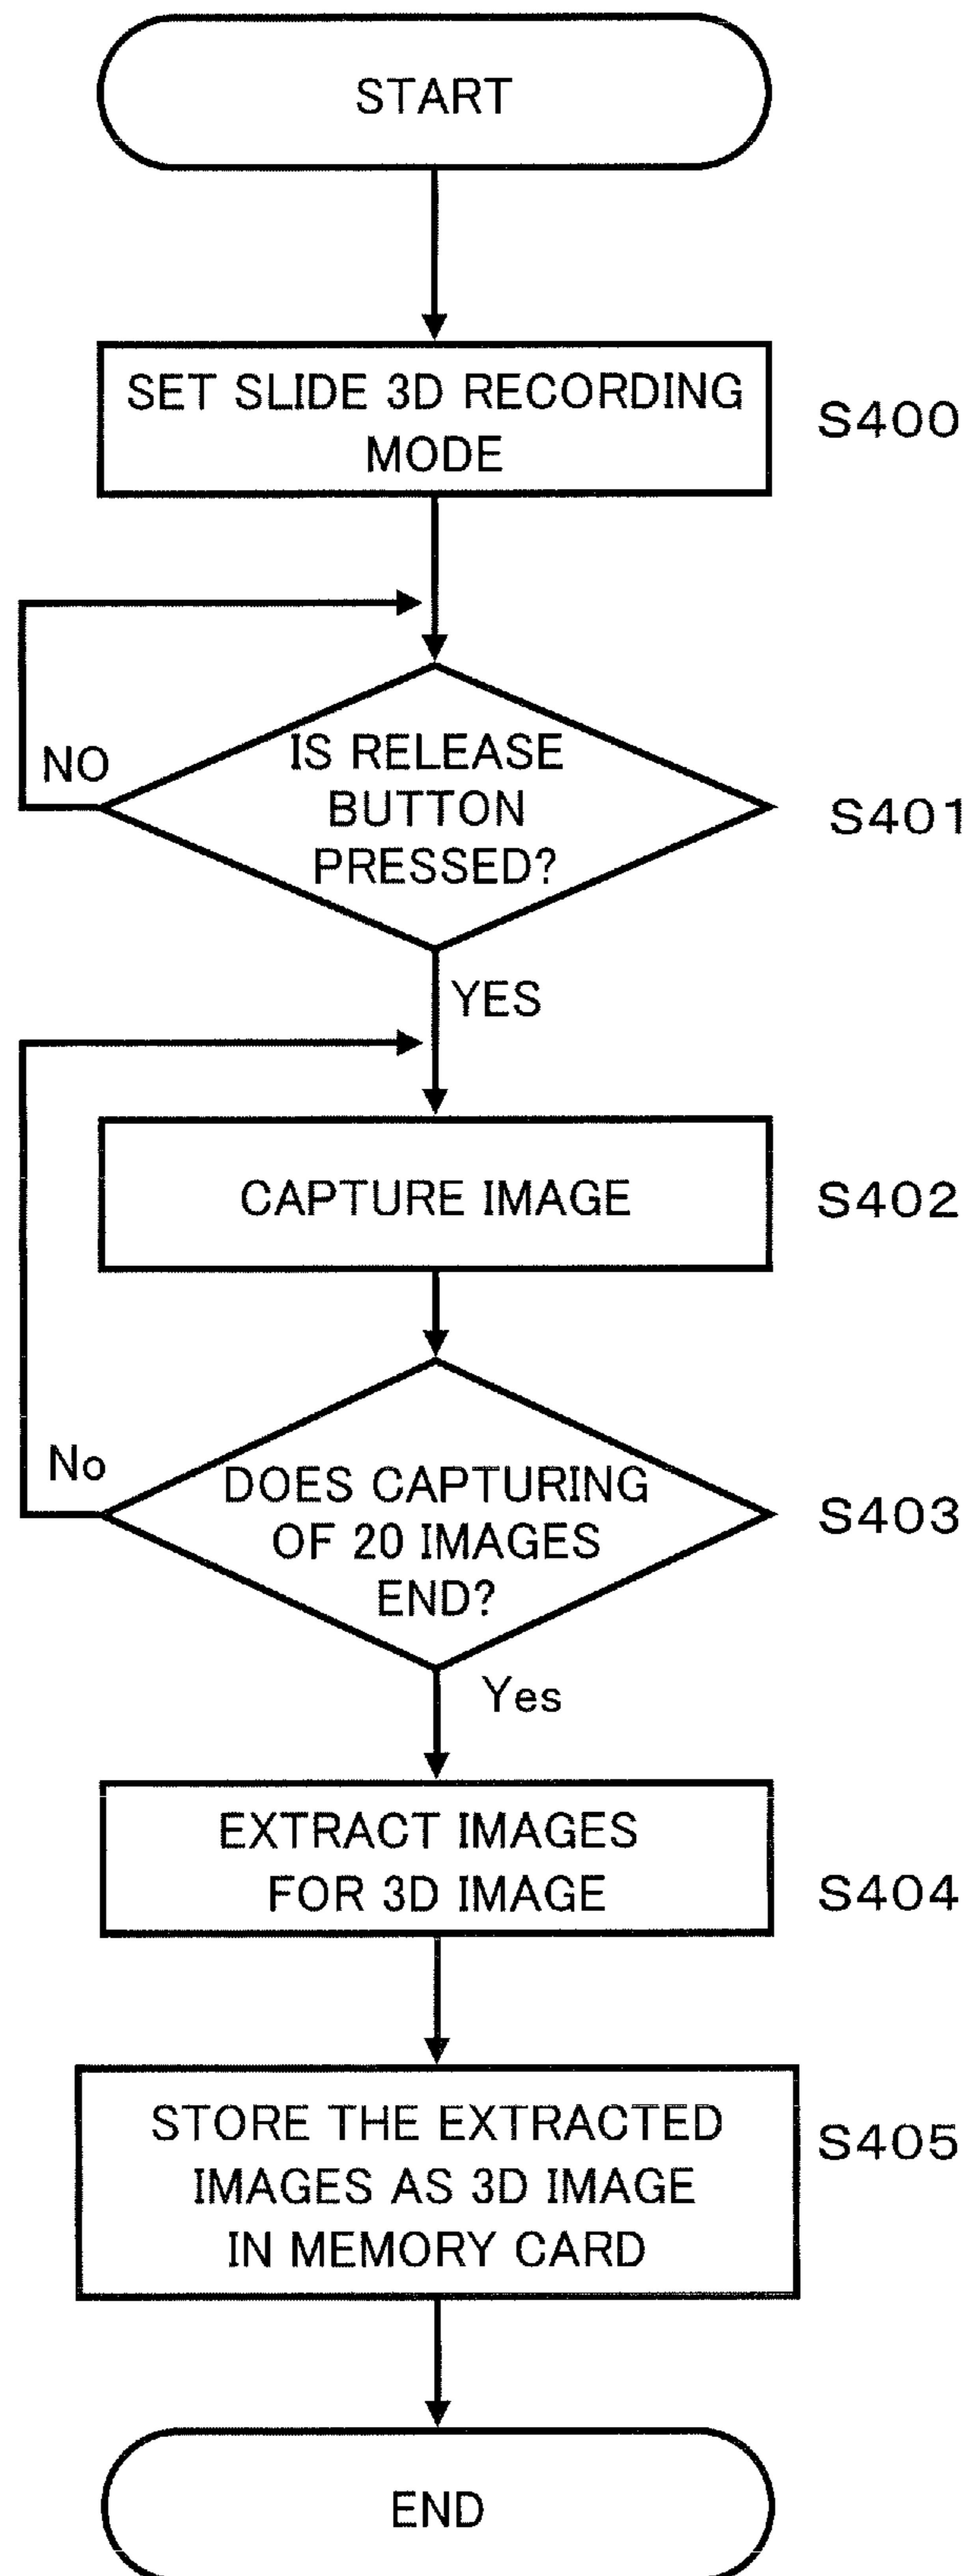 START
SET SLIDE 3D RECORDING
MODE
S400
NO
IS RELEASE
BUTTON
PRESSED?
S401
YES
CAPTURE IMAGE
S402
No
DOES CAPTURING
OF 20 IMAGES
END?
S403
Yes
EXTRACT IMAGES
FOR 3D IMAGE
S404
STORE THE EXTRACTED
IMAGES AS 3D IMAGE
IN MEMORY CARD
S405
END